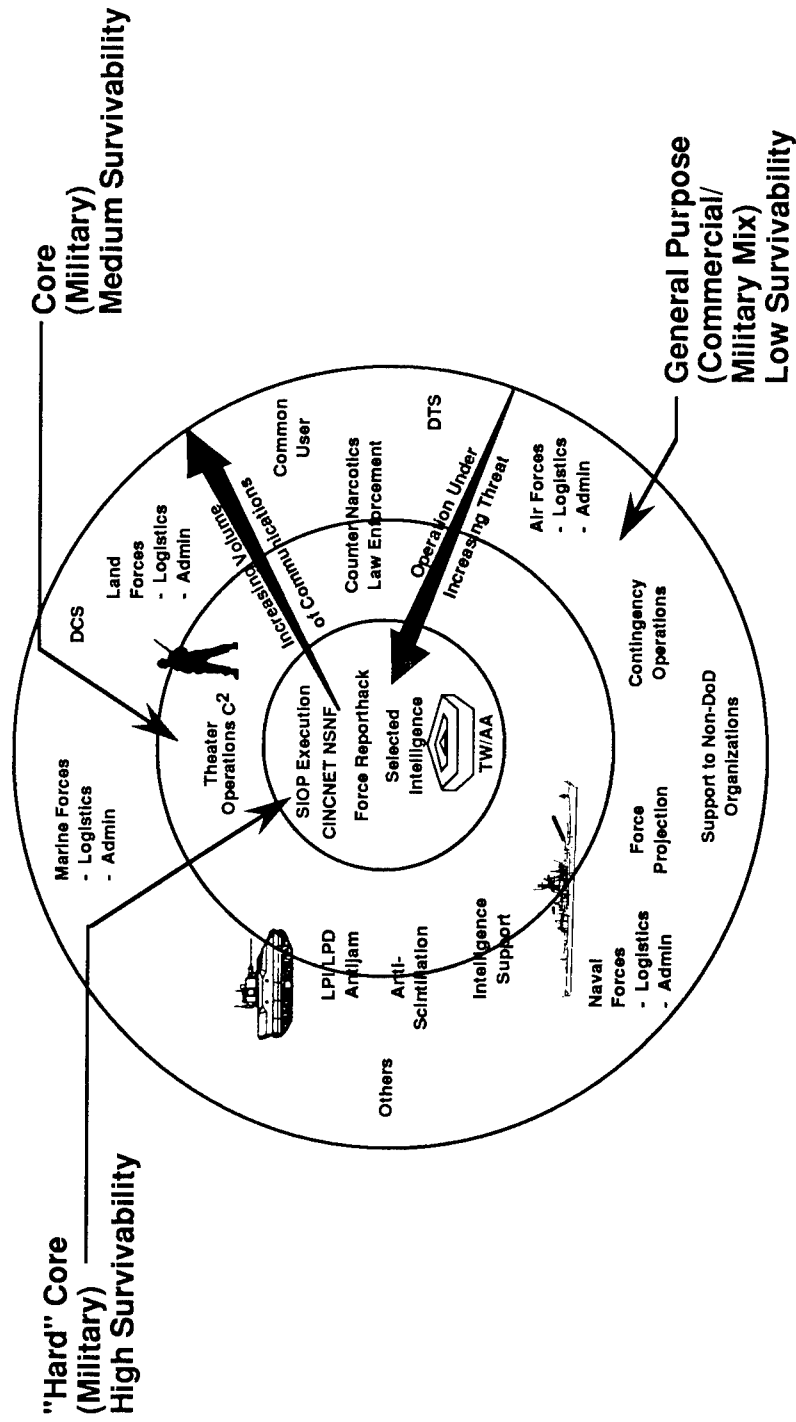 "Hard" Core
(Military)
High Survivability
Core
(Military)
Medium Survivability
General Purpose
(Commercial/
Military Mix)
Low Survivability
Marine Forces
- Logistics
- Admin
DCS
Land
Forces
- Logistics
- Admin
Theater
Operations C²
Increasing Volume
of Communications
Common
User
Counter Narcotics
Law Enforcement
DTS
Operation Under
Increasing Threat
SIOP Execution
CINCNET NSNF
Force Reporthack
Selected
Intelligence
TW/AA
LPI/LPD
Antijam
Anti-
Scintillation
Intelligence
Support
Others
Air Forces
- Logistics
- Admin
Contingency
Operations
Force
Projection
Naval
Forces
- Logistics
- Admin
Support to Non-DoD
Organizations